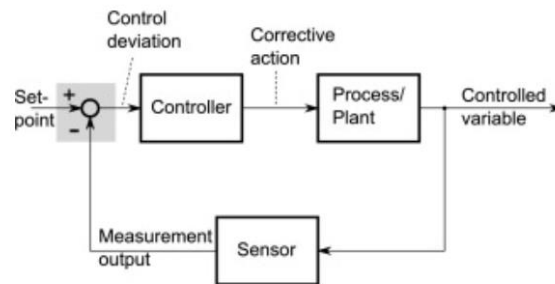 Control
deviation
Corrective
action
Set-
point
+
-
Controller
Process/
Plant
Controlled
variable
Measurement
output
Sensor